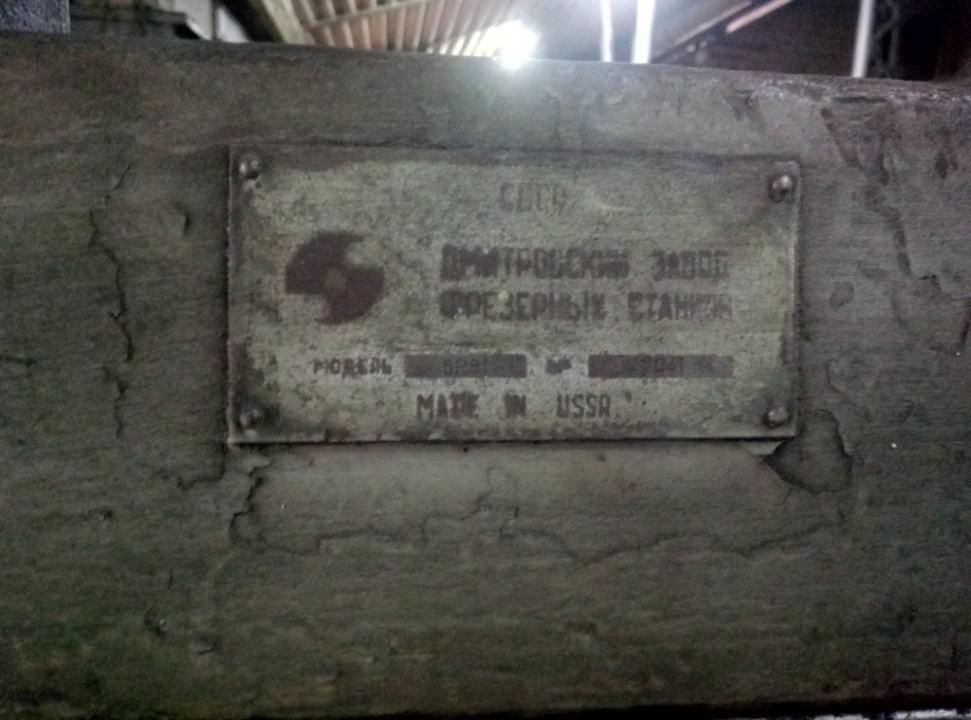 СССР
ДМИТРОВСКИЙ ЗАВОД
ФРЕЗЕРНЫХ СТАНКОВ
МОДЕЛЬ №
MADE IN USSR